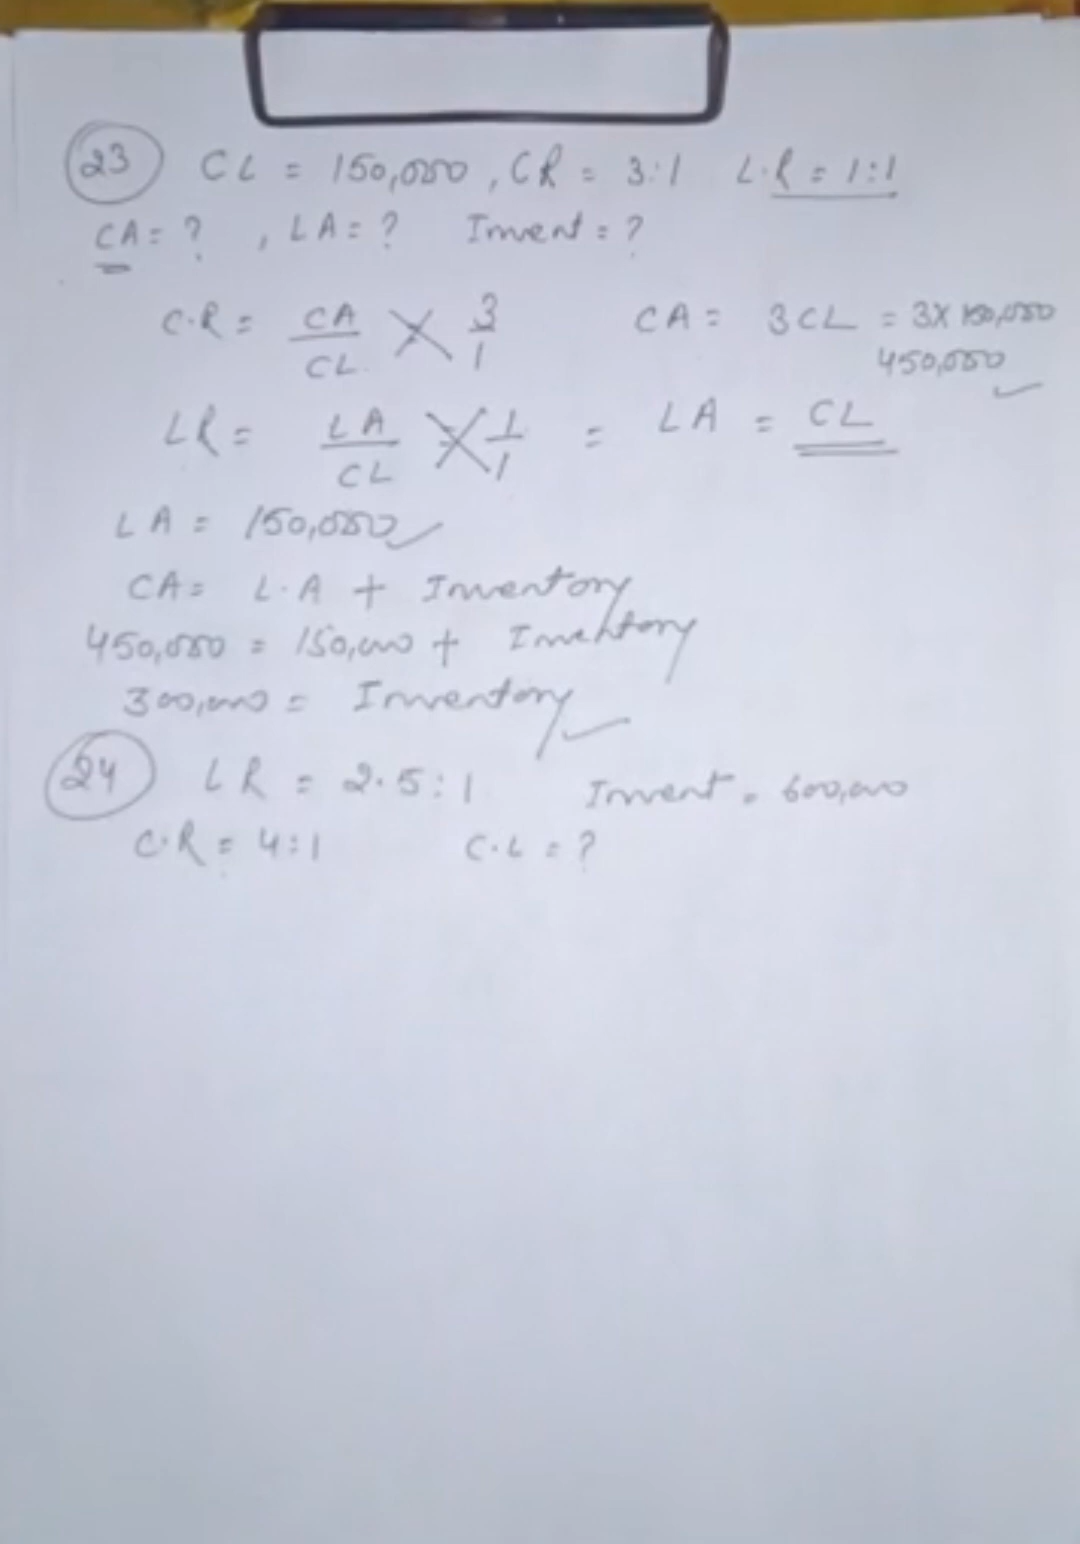 23 CL = 150,000, CR = 3:1 L.R = 1:1
CA = ? , LA = ? Invent = ?
C.R = CA/CL × 3/1 CA = 3CL = 3×150,000
450,000 ✓
LR = LA/CL × 1/1 = LA = CL
LA = 150,000 ✓
CA = L.A + Inventory
450,000 = 150,000 + Inventory
300,000 = Inventory ✓
24 LR = 2.5:1 Invent = 600,000
C.R = 4:1 C.L = ?